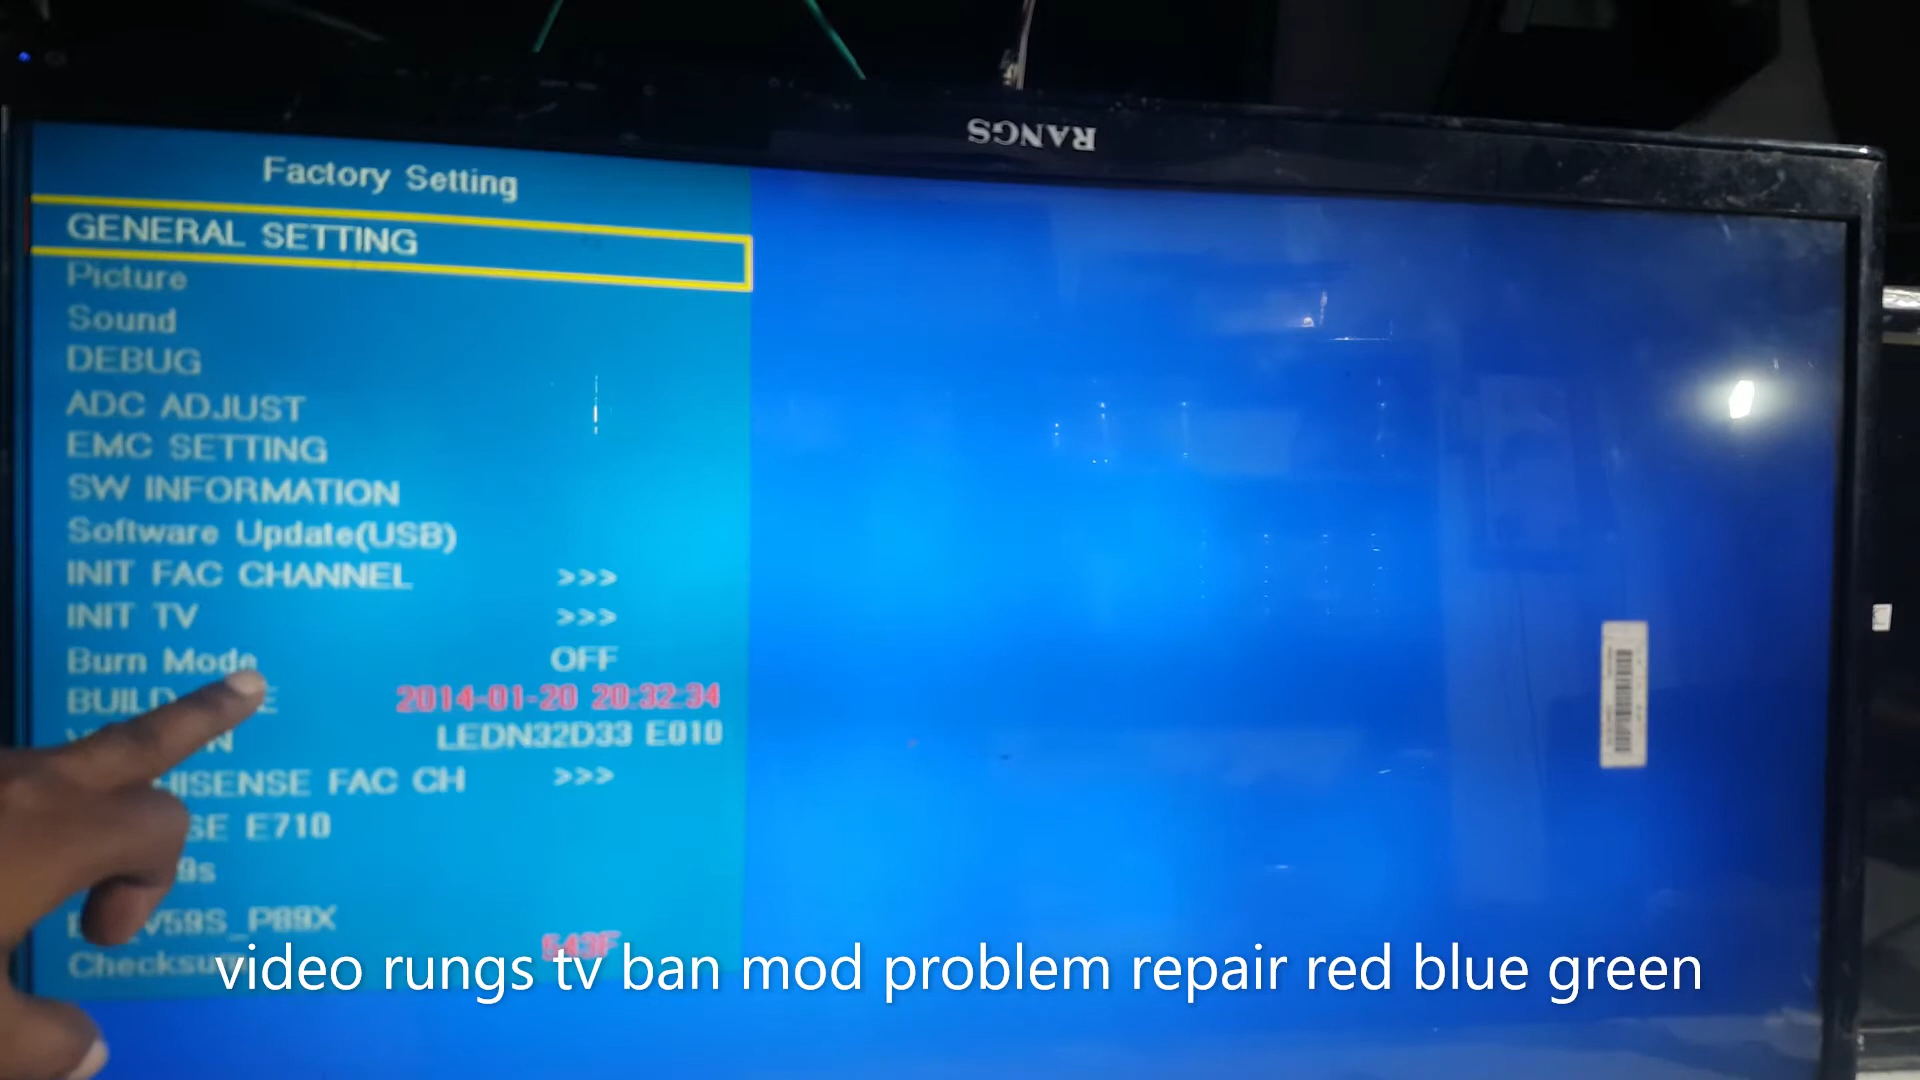 RANGS
Factory Setting
GENERAL SETTING
Picture
Sound
DEBUG
ADC ADJUST
EMC SETTING
SW INFORMATION
Software Update(USB)
INIT FAC CHANNEL >>>
INIT TV >>>
Burn Mode OFF
2014-01-20 20:32:34
LEDN32D33 E010
HISENSE FAC CH >>>
E710
543F
video rungs tv ban mod problem repair red blue green